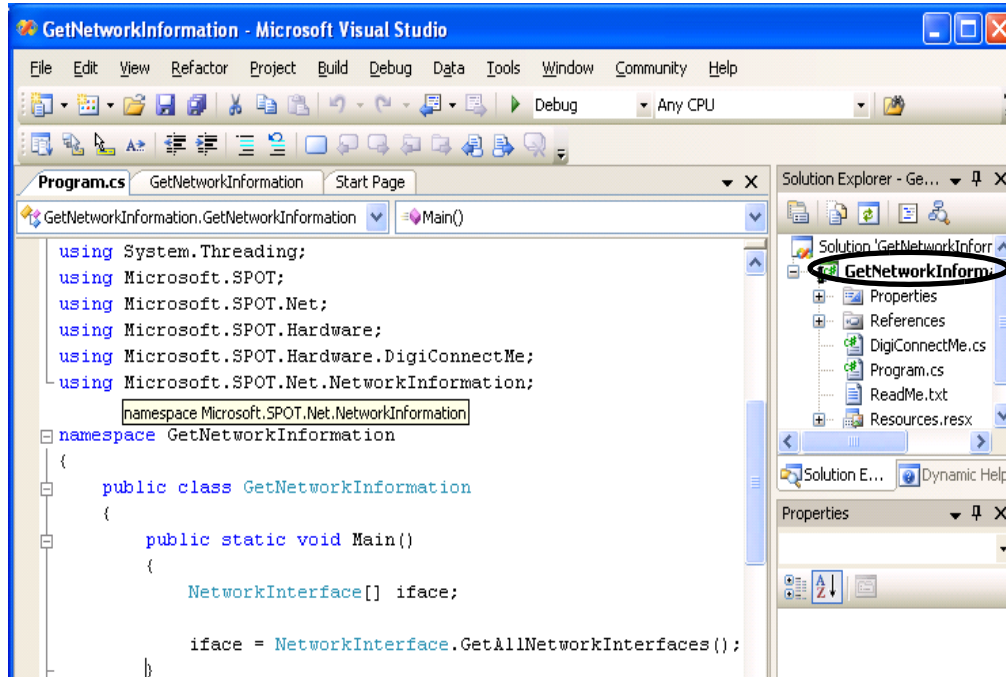 GetNetworkInformation - Microsoft Visual Studio
File Edit View Refactor Project Build Debug Data Tools Window Community Help
Debug Any CPU
Program.cs GetNetworkInformation Start Page
GetNetworkInformation.GetNetworkInformation Main()
using System.Threading;
using Microsoft.SPOT;
using Microsoft.SPOT.Net;
using Microsoft.SPOT.Hardware;
using Microsoft.SPOT.Hardware.DigiConnectMe;
using Microsoft.SPOT.Net.NetworkInformation;
namespace Microsoft.SPOT.Net.NetworkInformation
namespace GetNetworkInformation
{
public class GetNetworkInformation
{
public static void Main()
{
NetworkInterface[] iface;
iface = NetworkInterface.GetAllNetworkInterfaces();
}
Solution Explorer - Ge...
Solution 'GetNetworkInforr
GetNetworkInform
Properties
References
DigiConnectMe.cs
Program.cs
ReadMe.txt
Resources.resx
Solution E... Dynamic Help
Properties